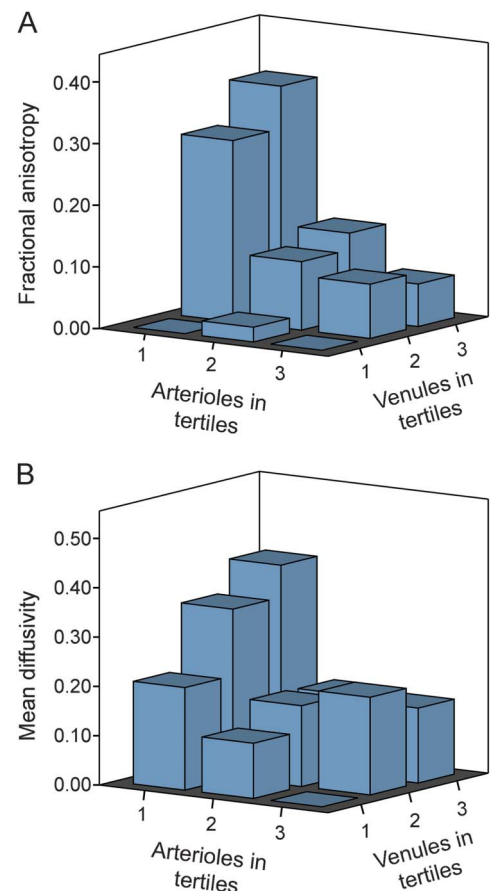 A
Fractional anisotropy
0.40
0.30
0.20
0.10
0.00
1
2
3
1
2
3
Arterioles in
tertiles
Venules in
tertiles
B
Mean diffusivity
0.50
0.40
0.30
0.20
0.10
0.00
1
2
3
1
2
3
Arterioles in
tertiles
Venules in
tertiles